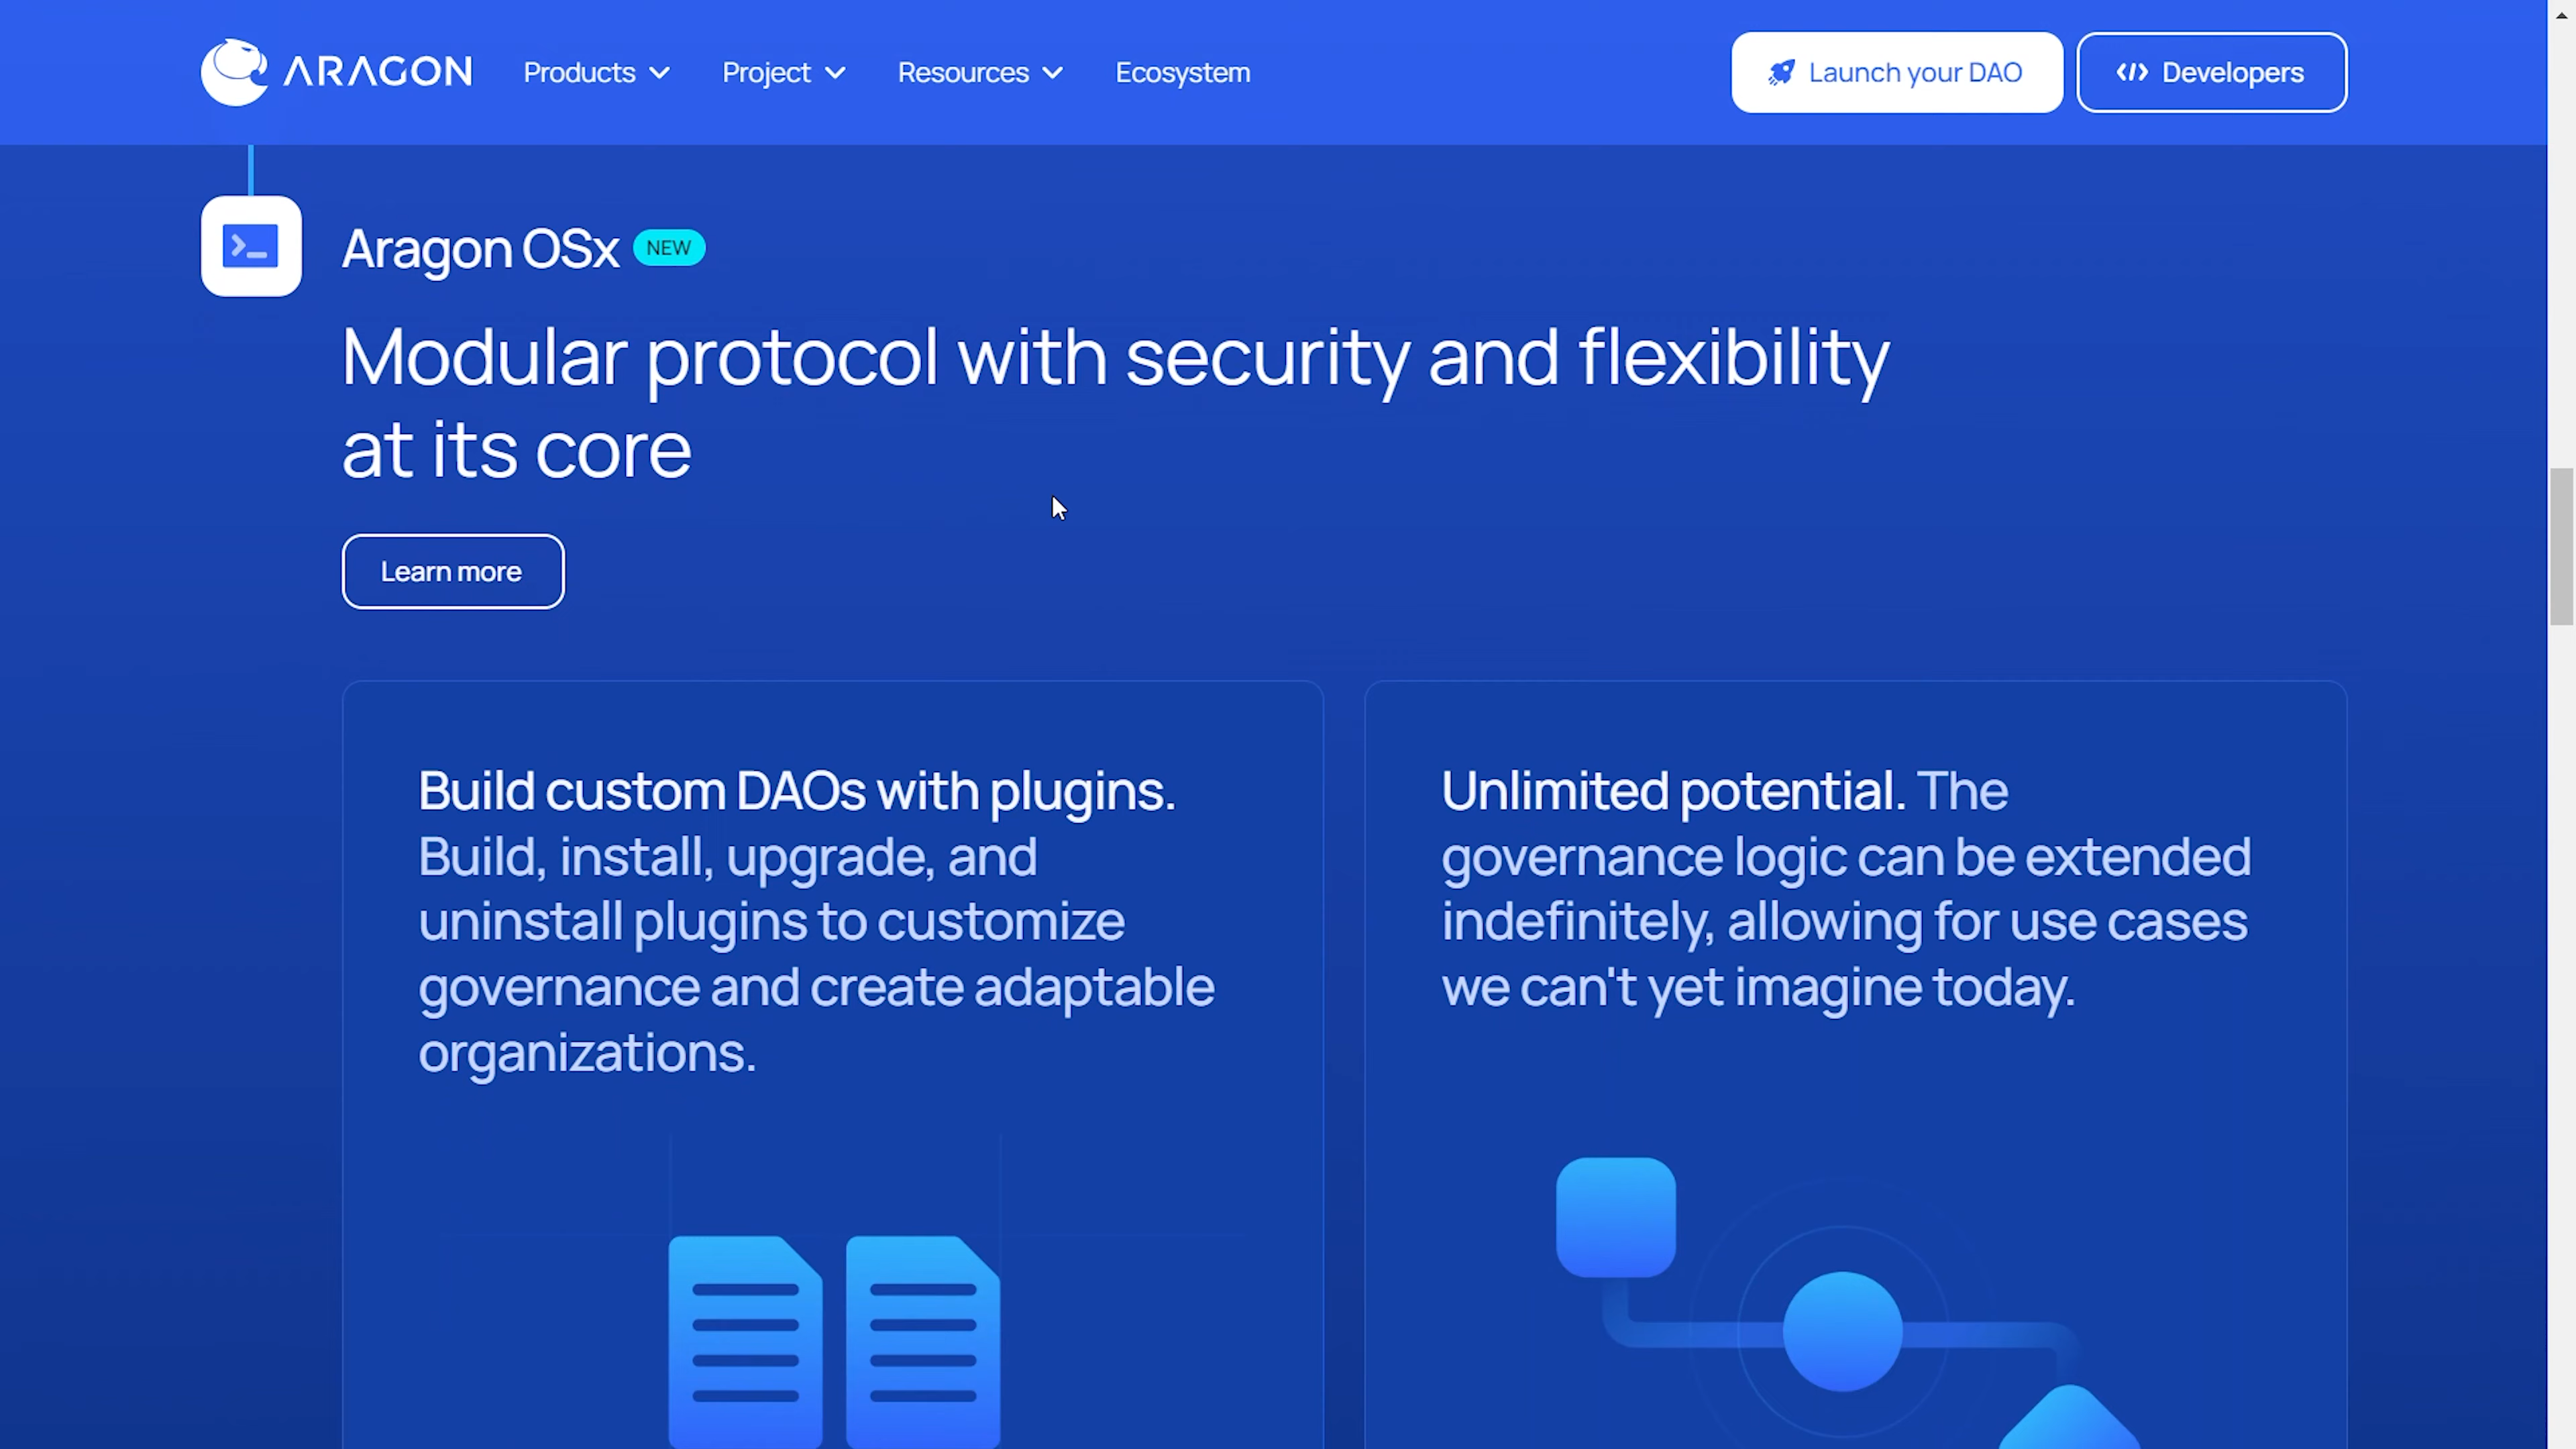 ARAGON
Products
Project
Resources
Ecosystem
Launch your DAO
Developers
Aragon OSx NEW
Modular protocol with security and flexibility
at its core
Learn more
Build custom DAOs with plugins.
Build, install, upgrade, and
uninstall plugins to customize
governance and create adaptable
organizations.
Unlimited potential. The
governance logic can be extended
indefinitely, allowing for use cases
we can't yet imagine today.